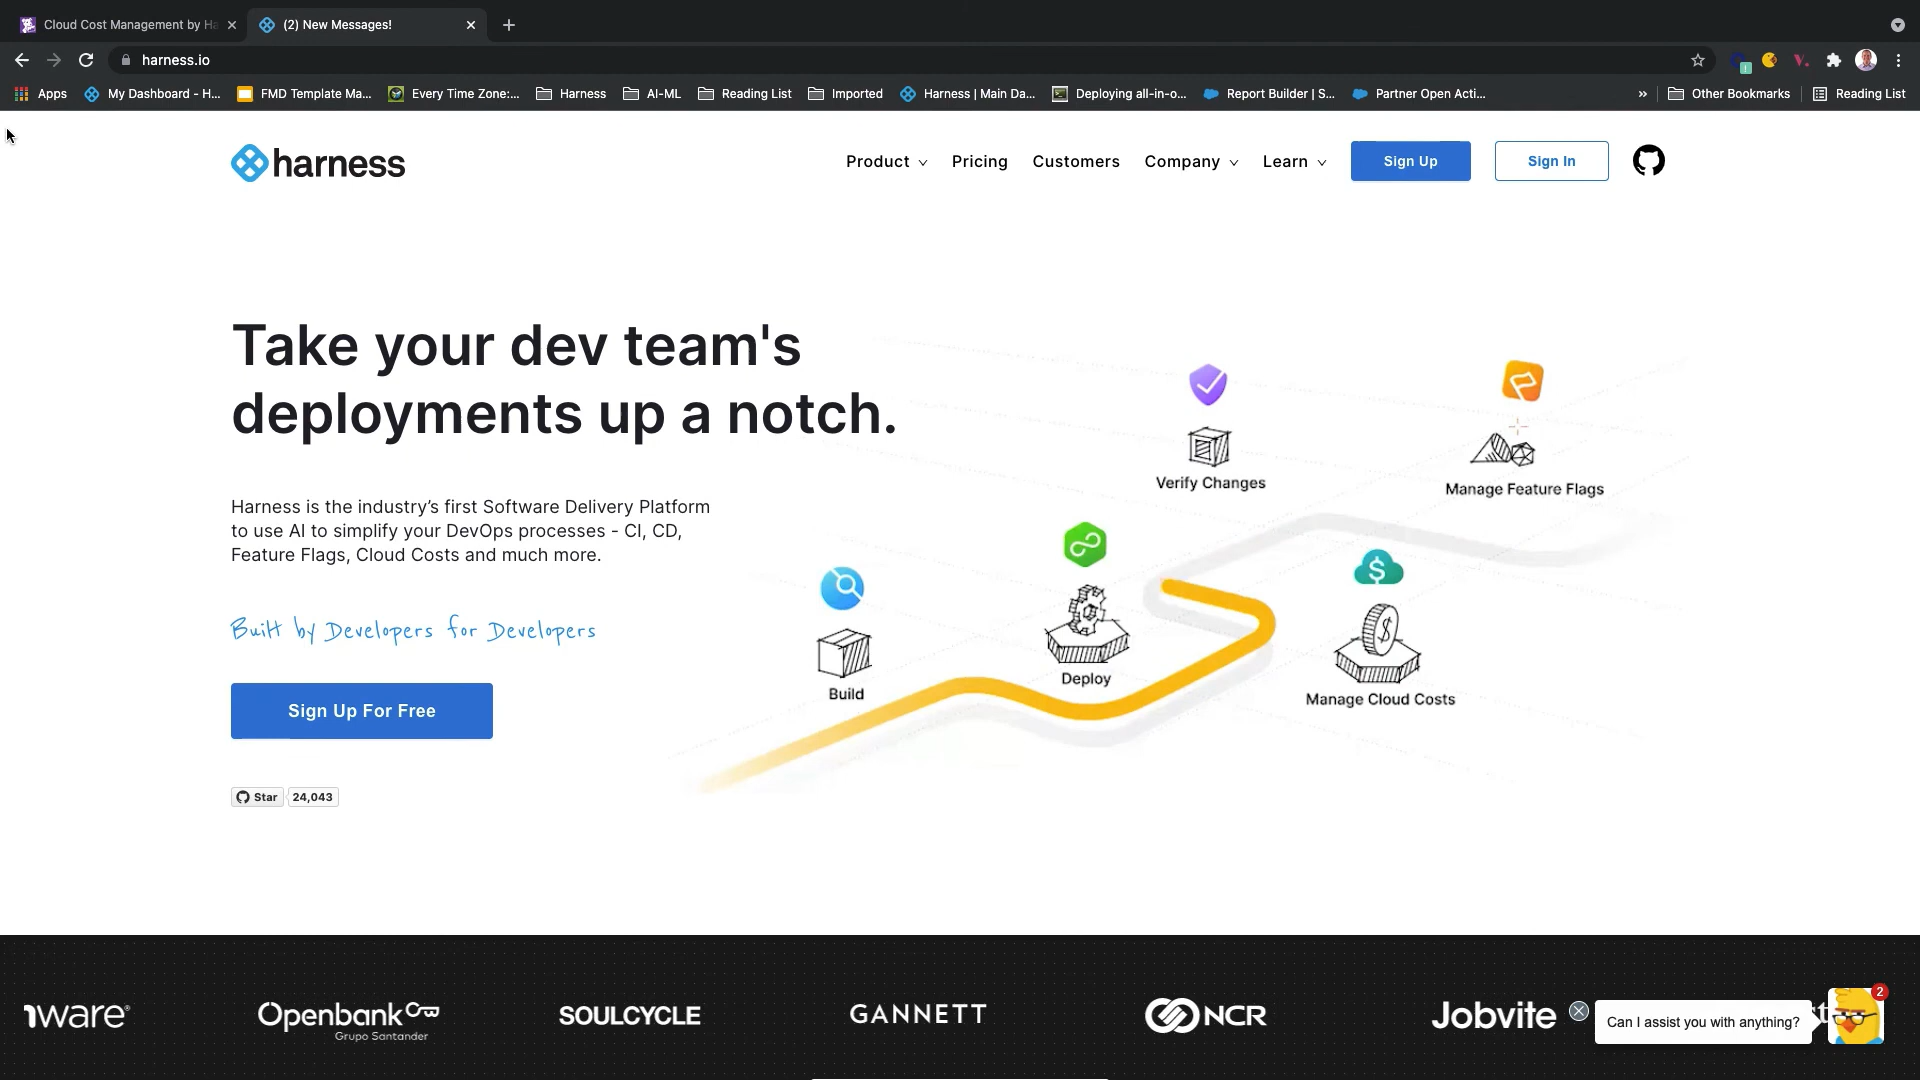 Cloud Cost Management by Ha
(2) New Messages!
harness.io
Apps
My Dashboard - H...
FMD Template Ma...
Every Time Zone:...
Harness
AI-ML
Reading List
Imported
Harness | Main Da...
Deploying all-in-o...
Report Builder | S...
Partner Open Acti...
»
Other Bookmarks
Reading List
harness
Product
Pricing
Customers
Company
Learn
Sign Up
Sign In
Take your dev team's
deployments up a notch.
Harness is the industry’s first Software Delivery Platform
to use AI to simplify your DevOps processes - CI, CD,
Feature Flags, Cloud Costs and much more.
Built by Developers for Developers
Sign Up For Free
Star
24,043
Verify Changes
Manage Feature Flags
Build
Deploy
Manage Cloud Costs
ware
Openbank
Grupo Santander
SOULCYCLE
GANNETT
NCR
Jobvite
Can I assist you with anything?
2